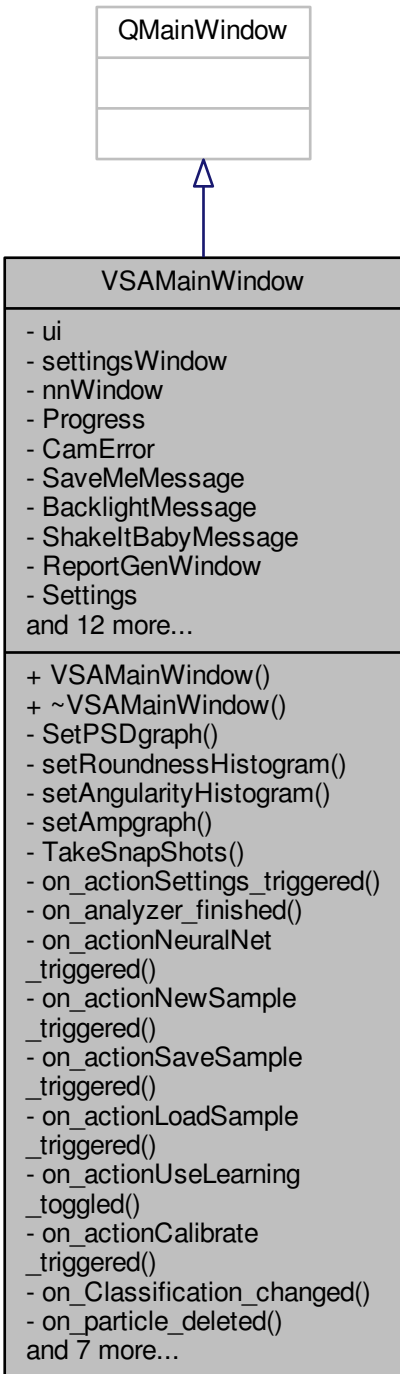 QMainWindow
VSAMainWindow
- ui
- settingsWindow
- nnWindow
- Progress
- CamError
- SaveMeMessage
- BacklightMessage
- ShakeItBabyMessage
- ReportGenWindow
- Settings
and 12 more...
+ VSAMainWindow()
+ ~VSAMainWindow()
- SetPSDgraph()
- setRoundnessHistogram()
- setAngularityHistogram()
- setAmpgraph()
- TakeSnapShots()
- on_actionSettings_triggered()
- on_analyzer_finished()
- on_actionNeuralNet
_triggered()
- on_actionNewSample
_triggered()
- on_actionSaveSample
_triggered()
- on_actionLoadSample
_triggered()
- on_actionUseLearning
_toggled()
- on_actionCalibrate
_triggered()
- on_Classification_changed()
- on_particle_deleted()
and 7 more...